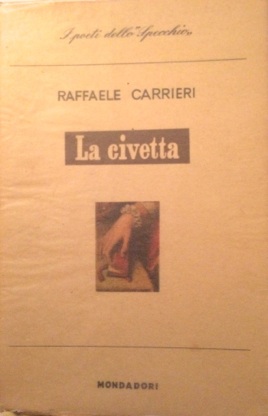 I poeti dello "Specchio"
RAFFAELE CARRIERI
La civetta
MONDADORI